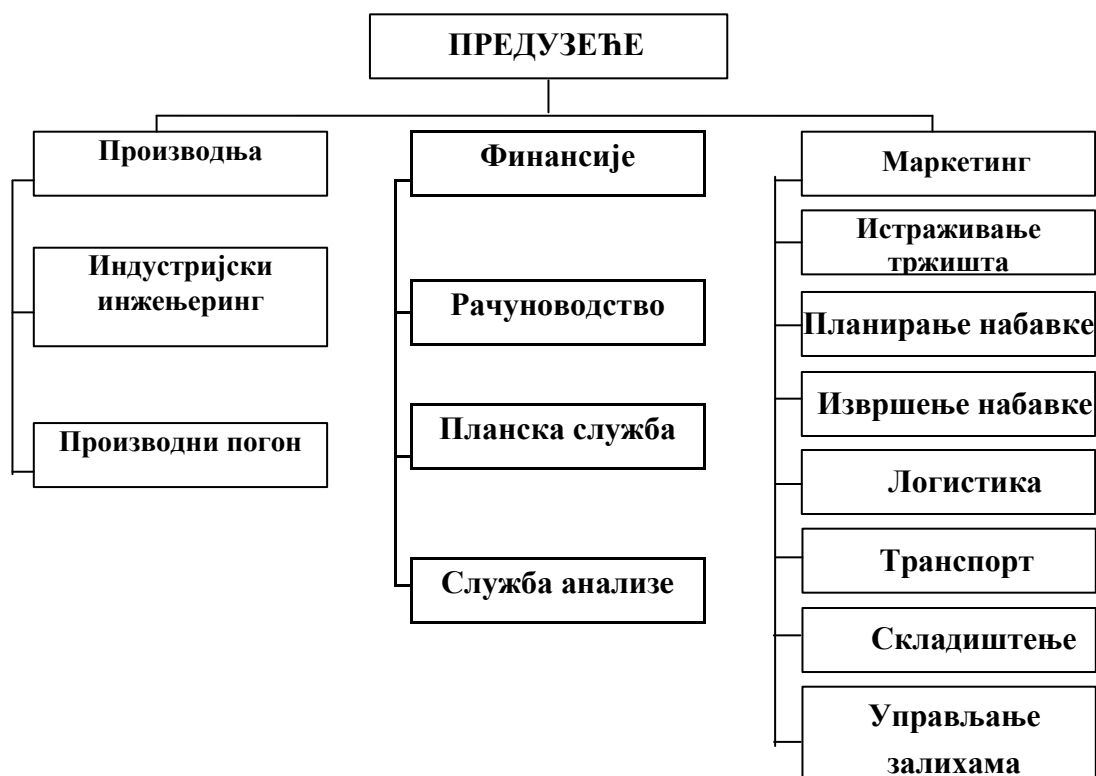 ПРЕДУЗЕЋЕ
Производња
Индустријски
инжењеринг
Производни погон
Финансије
Рачуноводство
Планска служба
Служба анализе
Маркетинг
Истраживање
тржишта
Планирање набавке
Извршење набавке
Логистика
Транспорт
Складиштење
Управљање
залихама